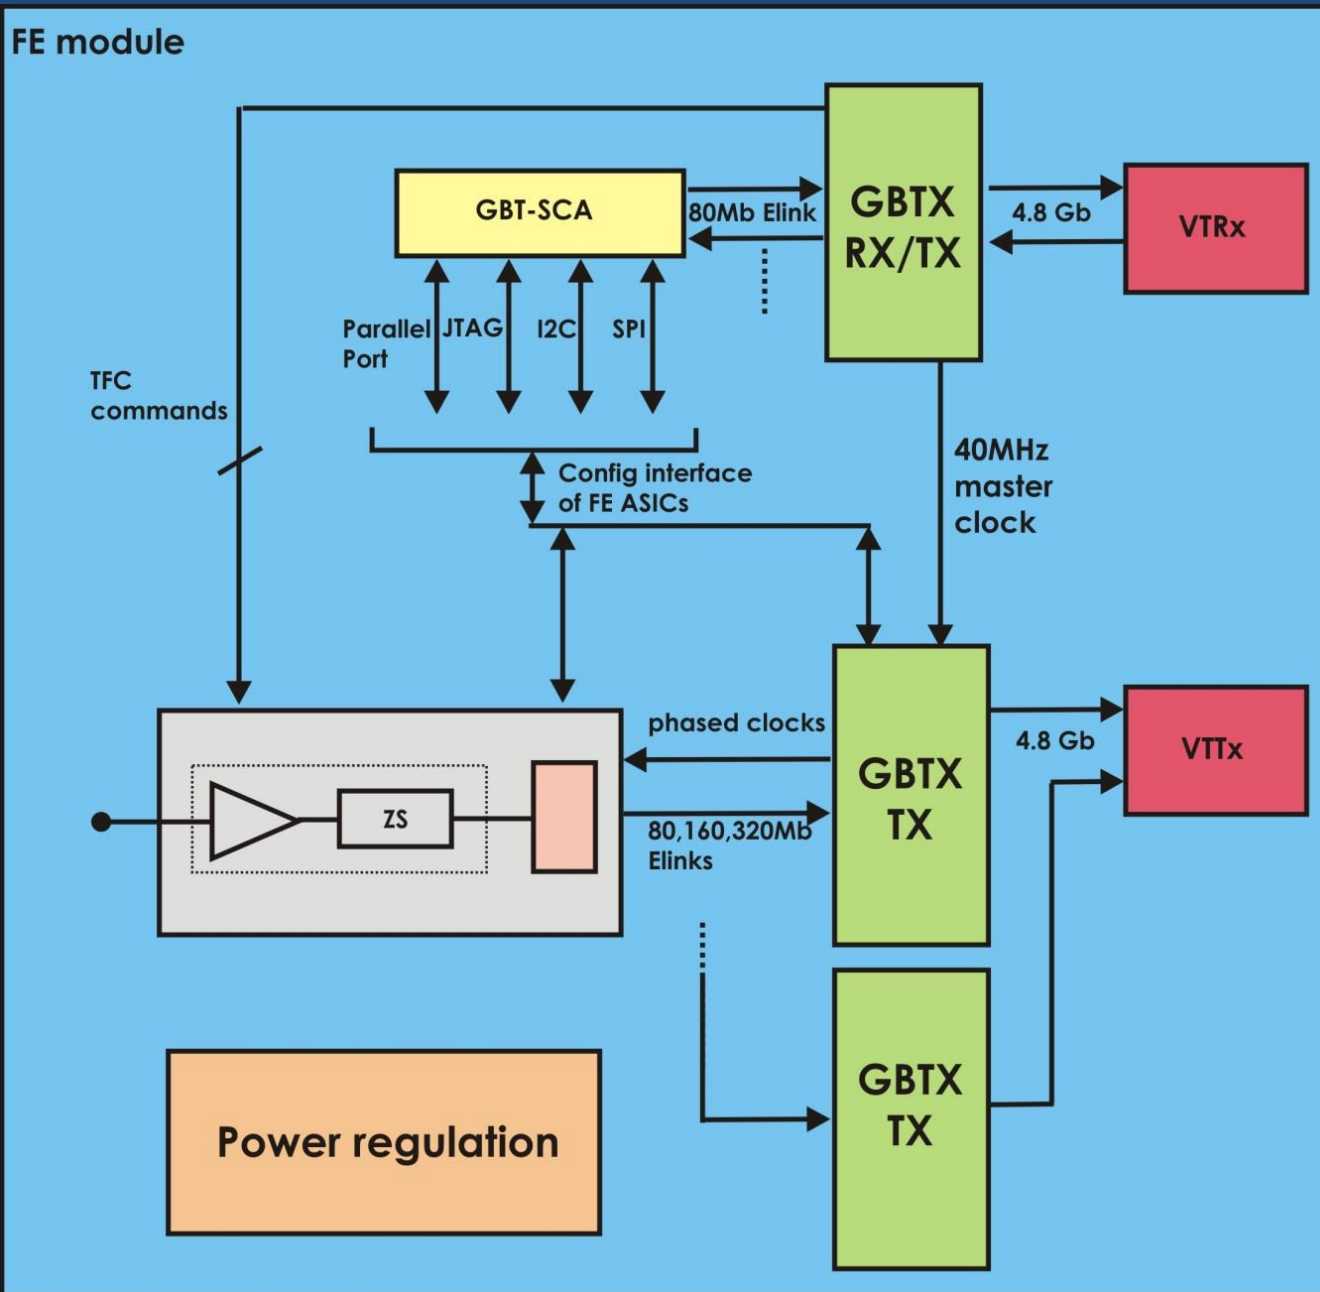 FE module
GBTX
RX/TX
GBT-SCA
80Mb Elink
4.8 Gb
VTRx
Parallel
Port
JTAG
I2C
SPI
TFC
commands
Config interface
of FE ASICs
40MHz
master
clock
phased clocks
ZS
80,160,320Mb
Elinks
GBTX
TX
4.8 Gb
VTTx
Power regulation
GBTX
TX